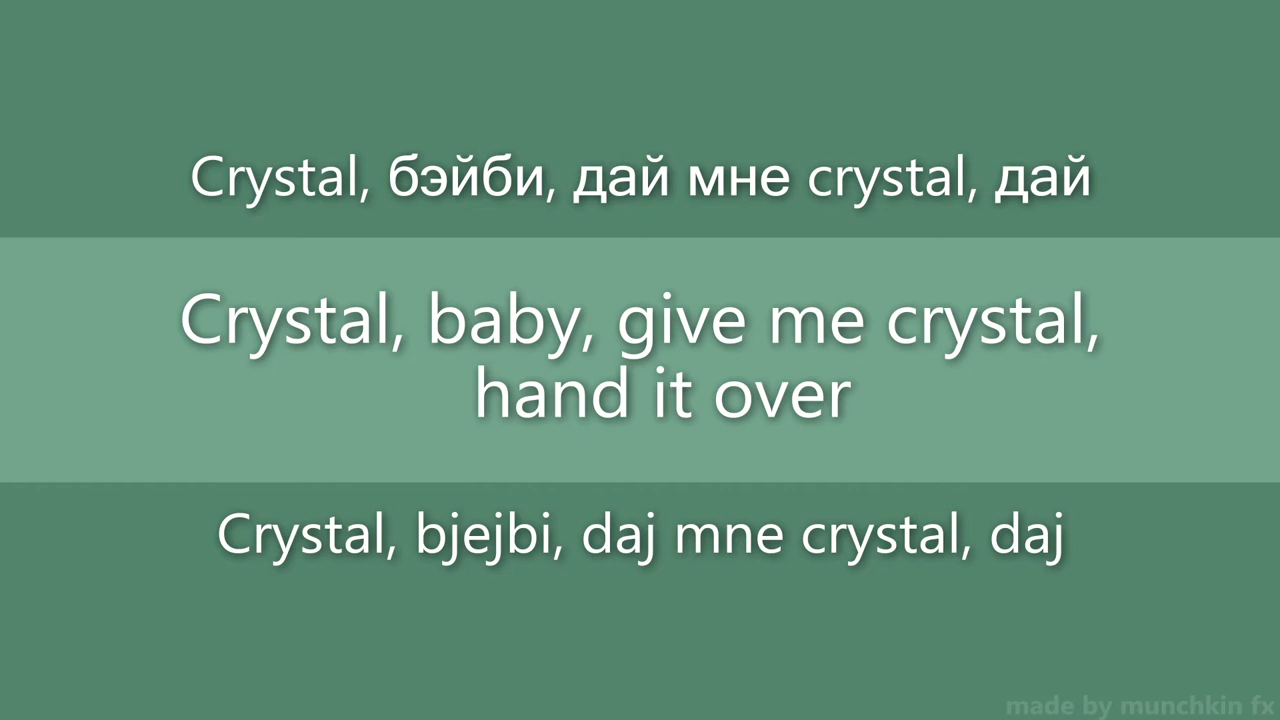 Crystal, бэйби, дай мне crystal, дай
Crystal, baby, give me crystal,
hand it over
Crystal, bjejbi, daj mne crystal, daj
made by munchkin fx